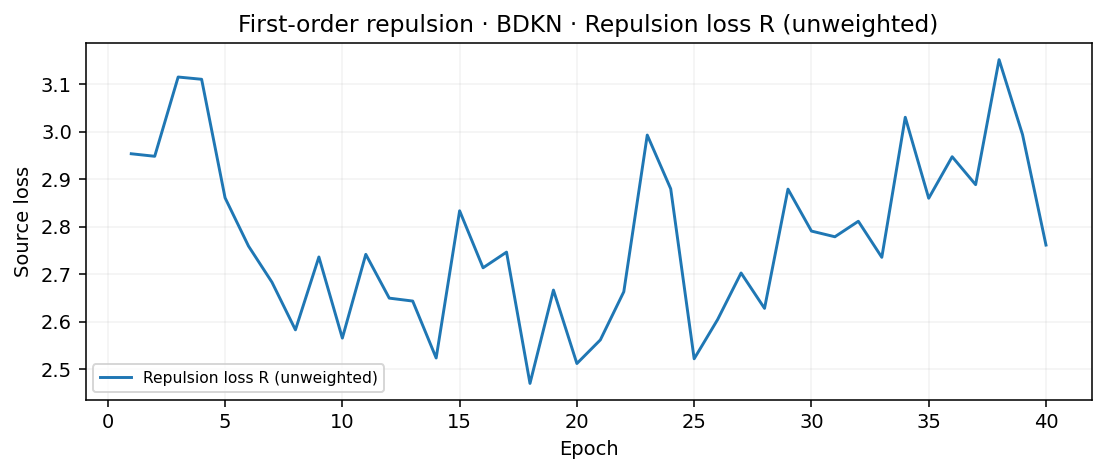 First-order repulsion · BDKN · Repulsion loss R (unweighted)
Source loss
3.1
3.0
2.9
2.8
2.7
2.6
2.5
Repulsion loss R (unweighted)
0 5 10 15 20 25 30 35 40
Epoch